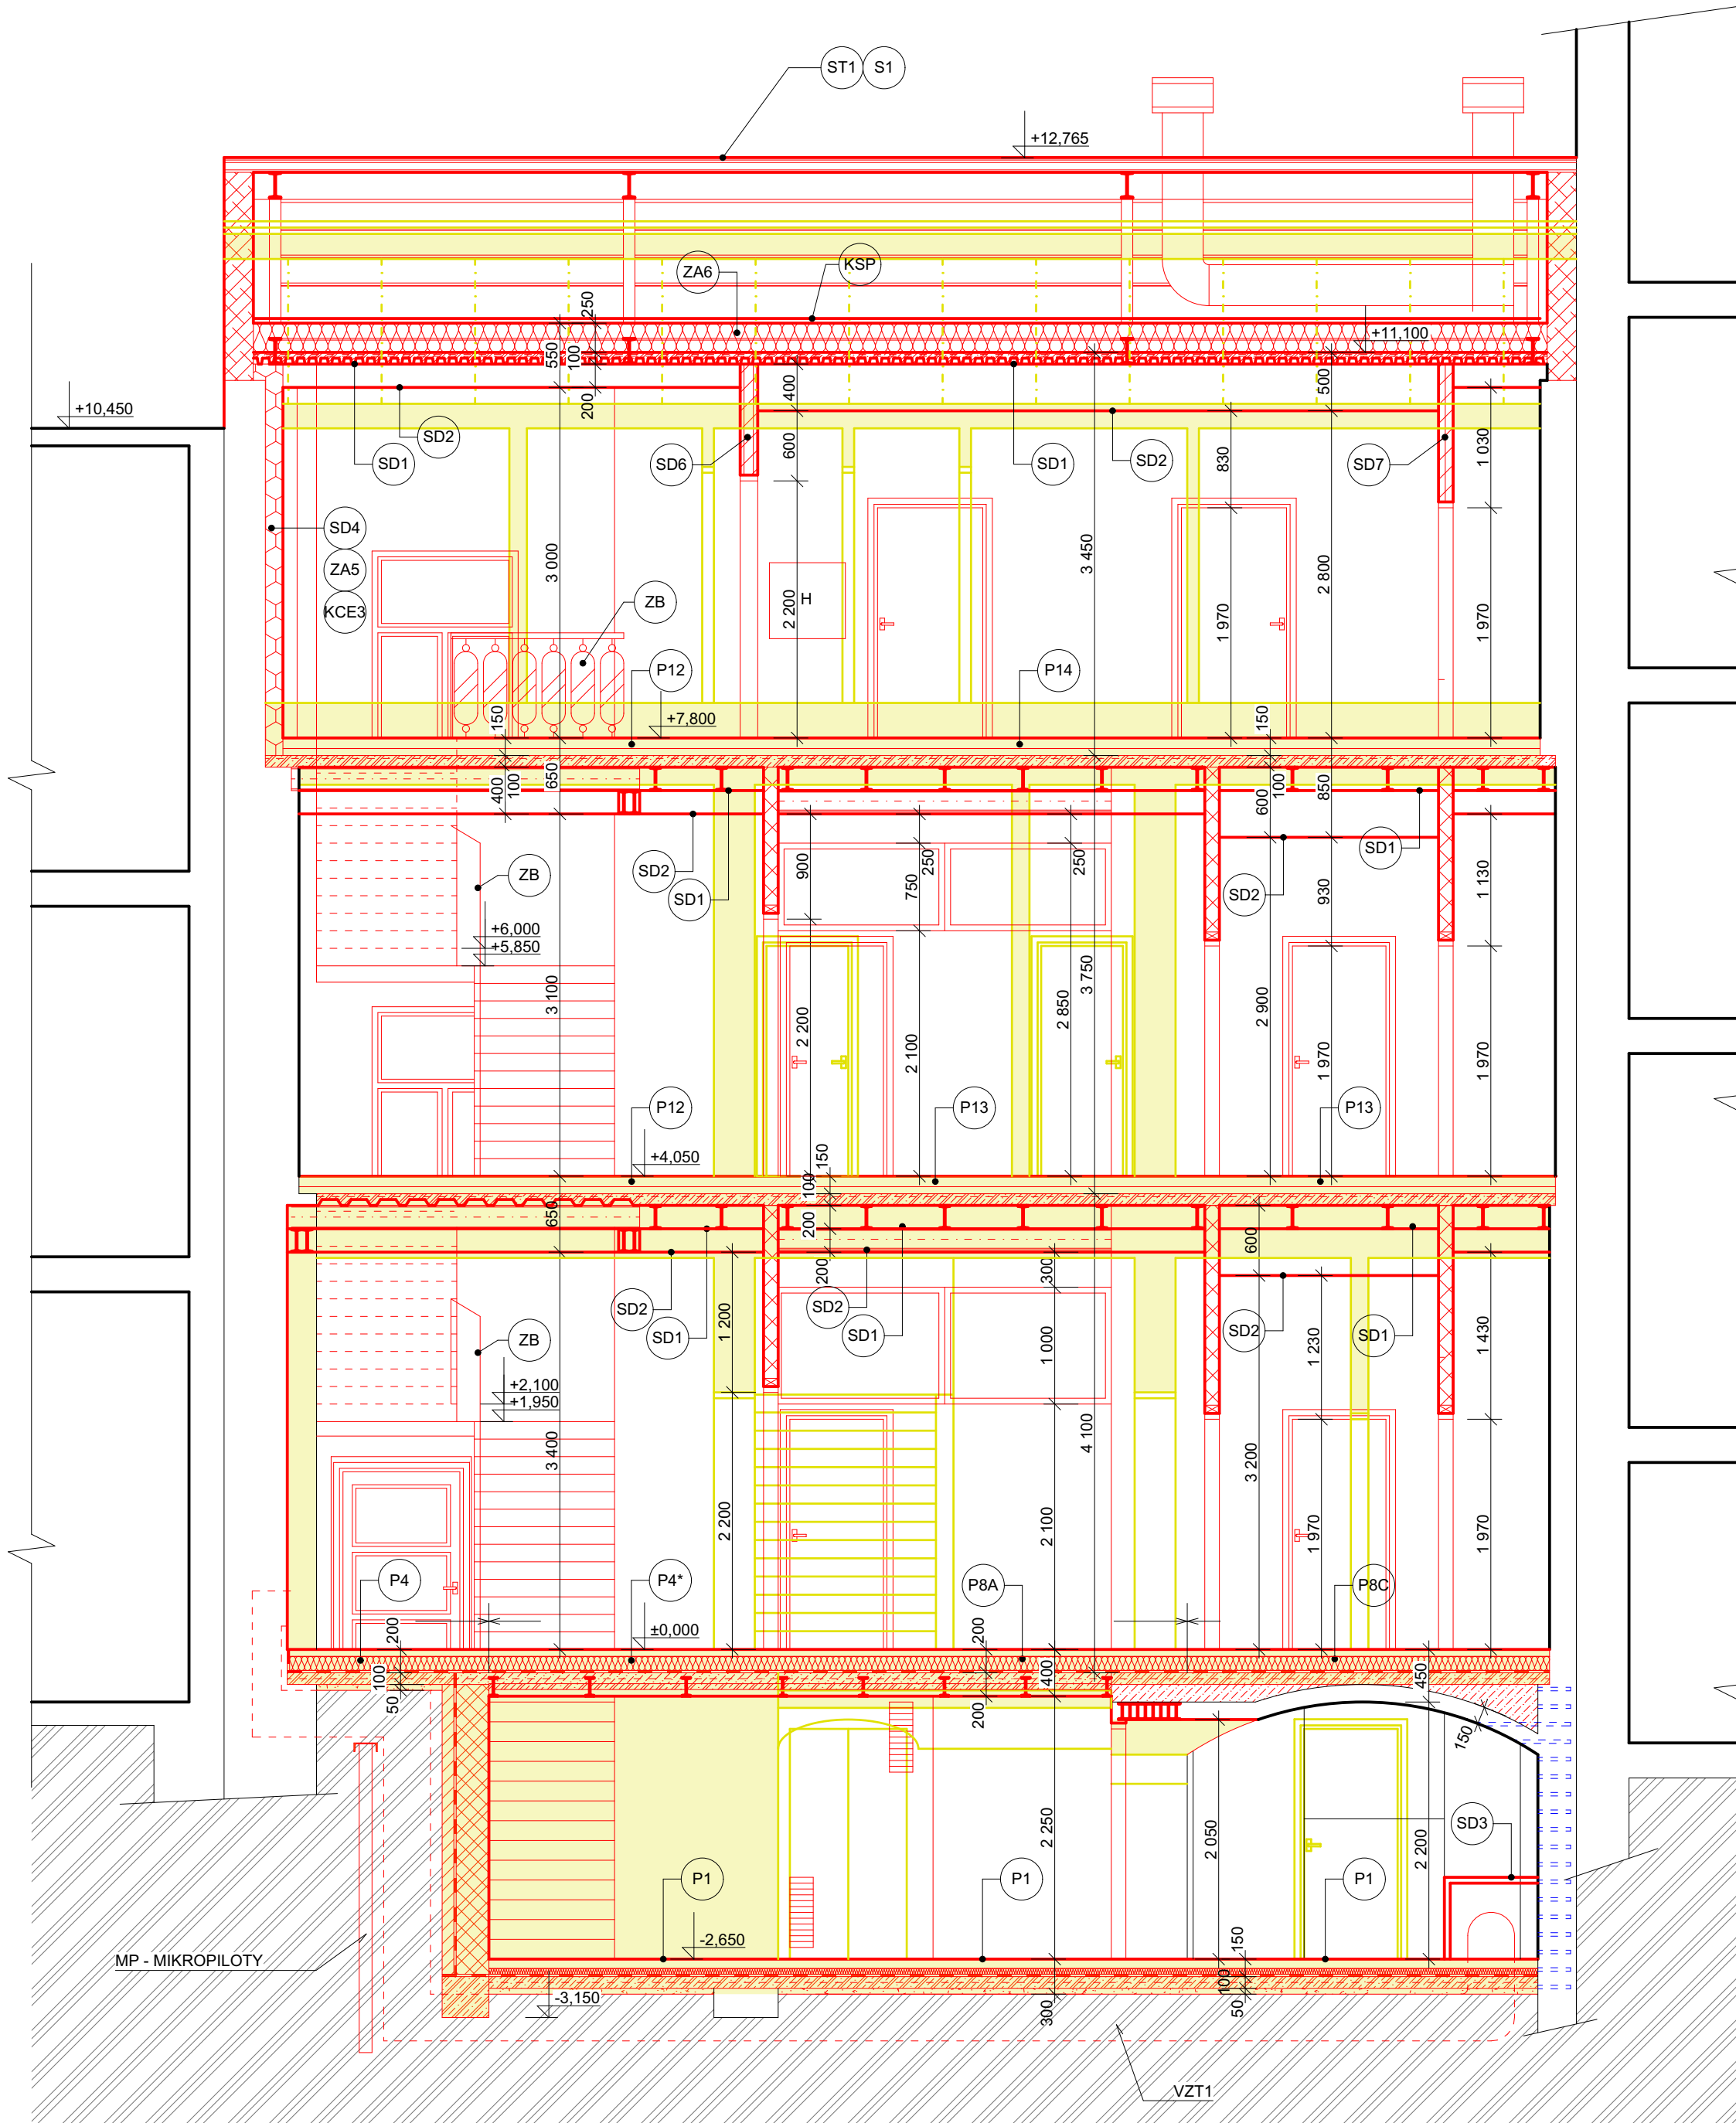 ST1 S1
+12,765
ZA6
KSP
250
+11,100
550
100
200
400
500
+10,450
SD2
SD1
SD6
600
SD1
SD2
830
SD7
1 030
SD4
ZA5
KCE3
3 000
ZB
2 200
H
3 450
1 970
2 800
1 970
P12
P14
150
+7,800
150
400
100
650
600
100
850
SD2
SD1
ZB
900
750
250
250
SD2
930
SD1
1 130
+6,000
+5,850
3 100
2 200
2 100
2 850
3 750
2 900
1 970
1 970
P12
P13
P13
+4,050
150
100
650
200
200
600
300
SD2
SD1
1 200
SD2
SD1
1 000
SD2
1 230
SD1
1 430
ZB
+2,100
+1,950
3 400
2 200
2 100
4 100
3 200
1 970
1 970
P4
P4*
P8A
P8C
±0,000
200
100
50
200
400
200
450
150
2 250
2 050
2 200
SD3
P1
P1
P1
-2,650
150
100
50
300
MP - MIKROPILOTY
-3,150
VZT1